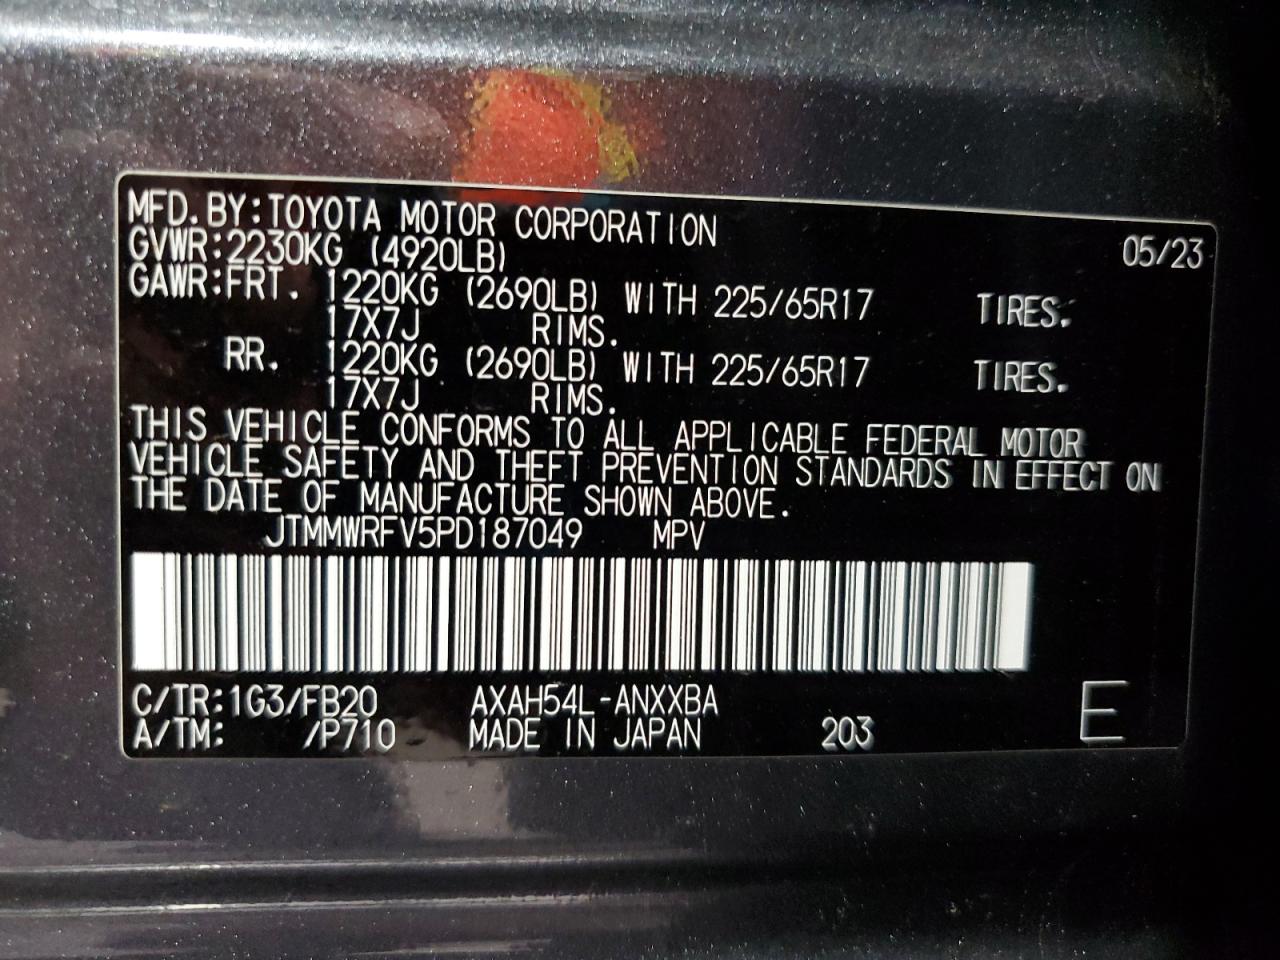 MFD. BY:TOYOTA MOTOR CORPORATION 05/23
GVWR:2230KG (4920LB)
GAWR:FRT. 1220KG (2690LB) WITH 225/65R17 TIRES.
17X7J RIMS.
RR. 1220KG (2690LB) WITH 225/65R17 TIRES.
17X7J RIMS.
THIS VEHICLE CONFORMS TO ALL APPLICABLE FEDERAL MOTOR
VEHICLE SAFETY AND THEFT PREVENTION STANDARDS IN EFFECT ON
THE DATE OF MANUFACTURE SHOWN ABOVE.
JTMMWRFV5PD187049 MPV
C/TR:1G3/FB20 AXAH54L-ANXXBA
A/TM: /P710 MADE IN JAPAN 203 E